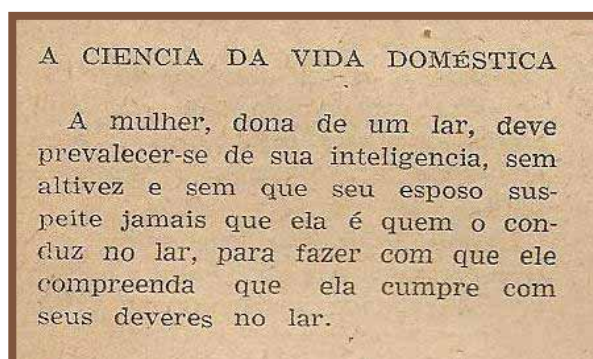 A CIENCIA DA VIDA DOMÉSTICA
A mulher, dona de um lar, deve
prevalecer-se de sua inteligencia, sem
altivez e sem que seu esposo sus-
peite jamais que ela é quem o con-
duz no lar, para fazer com que ele
compreenda que ela cumpre com
seus deveres no lar.